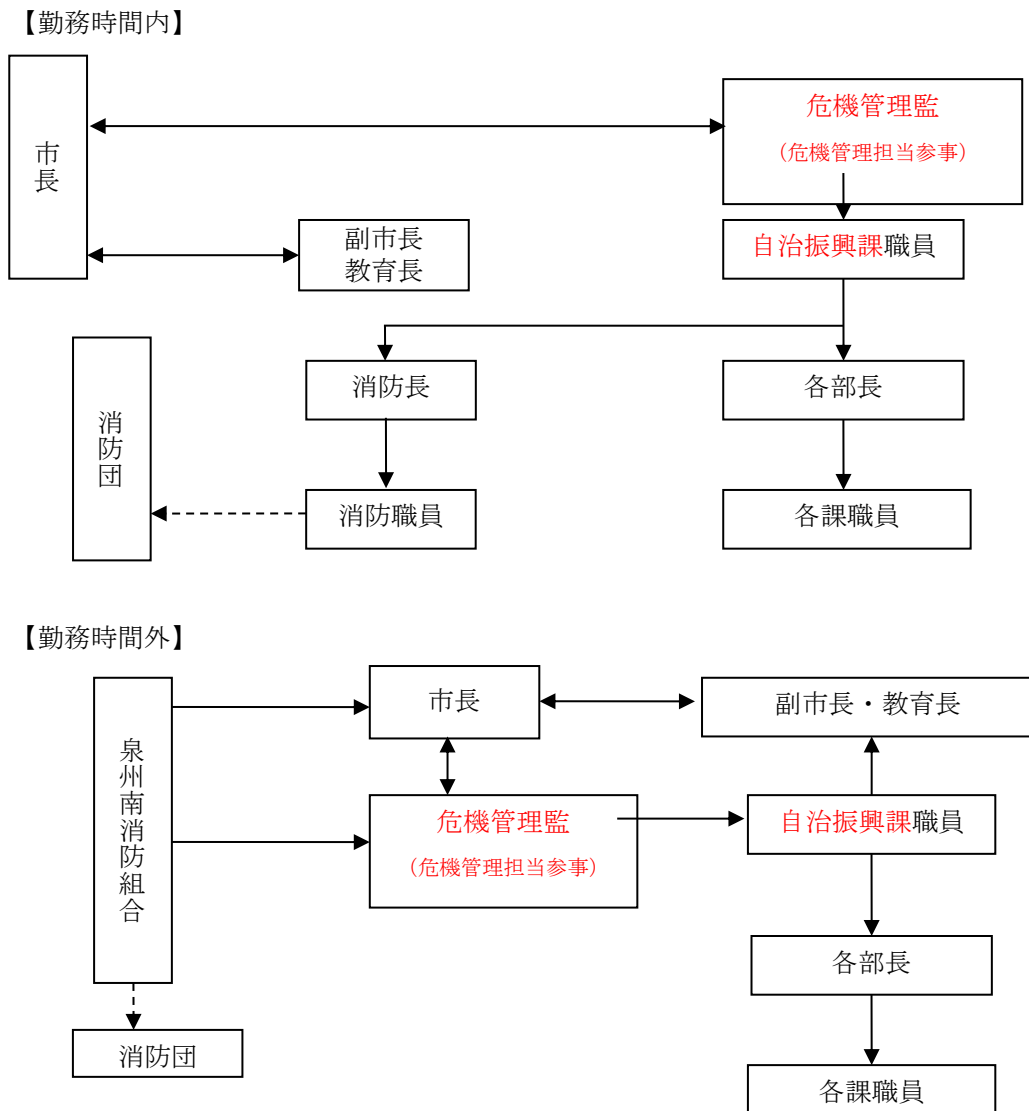 【勤務時間内】
市長
危機管理監
（危機管理担当参事）
副市長
教育長
自治振興課職員
消防団
消防長
各部長
消防職員
各課職員
【勤務時間外】
泉州南消防組合
市長
副市長・教育長
危機管理監
（危機管理担当参事）
自治振興課職員
各部長
消防団
各課職員